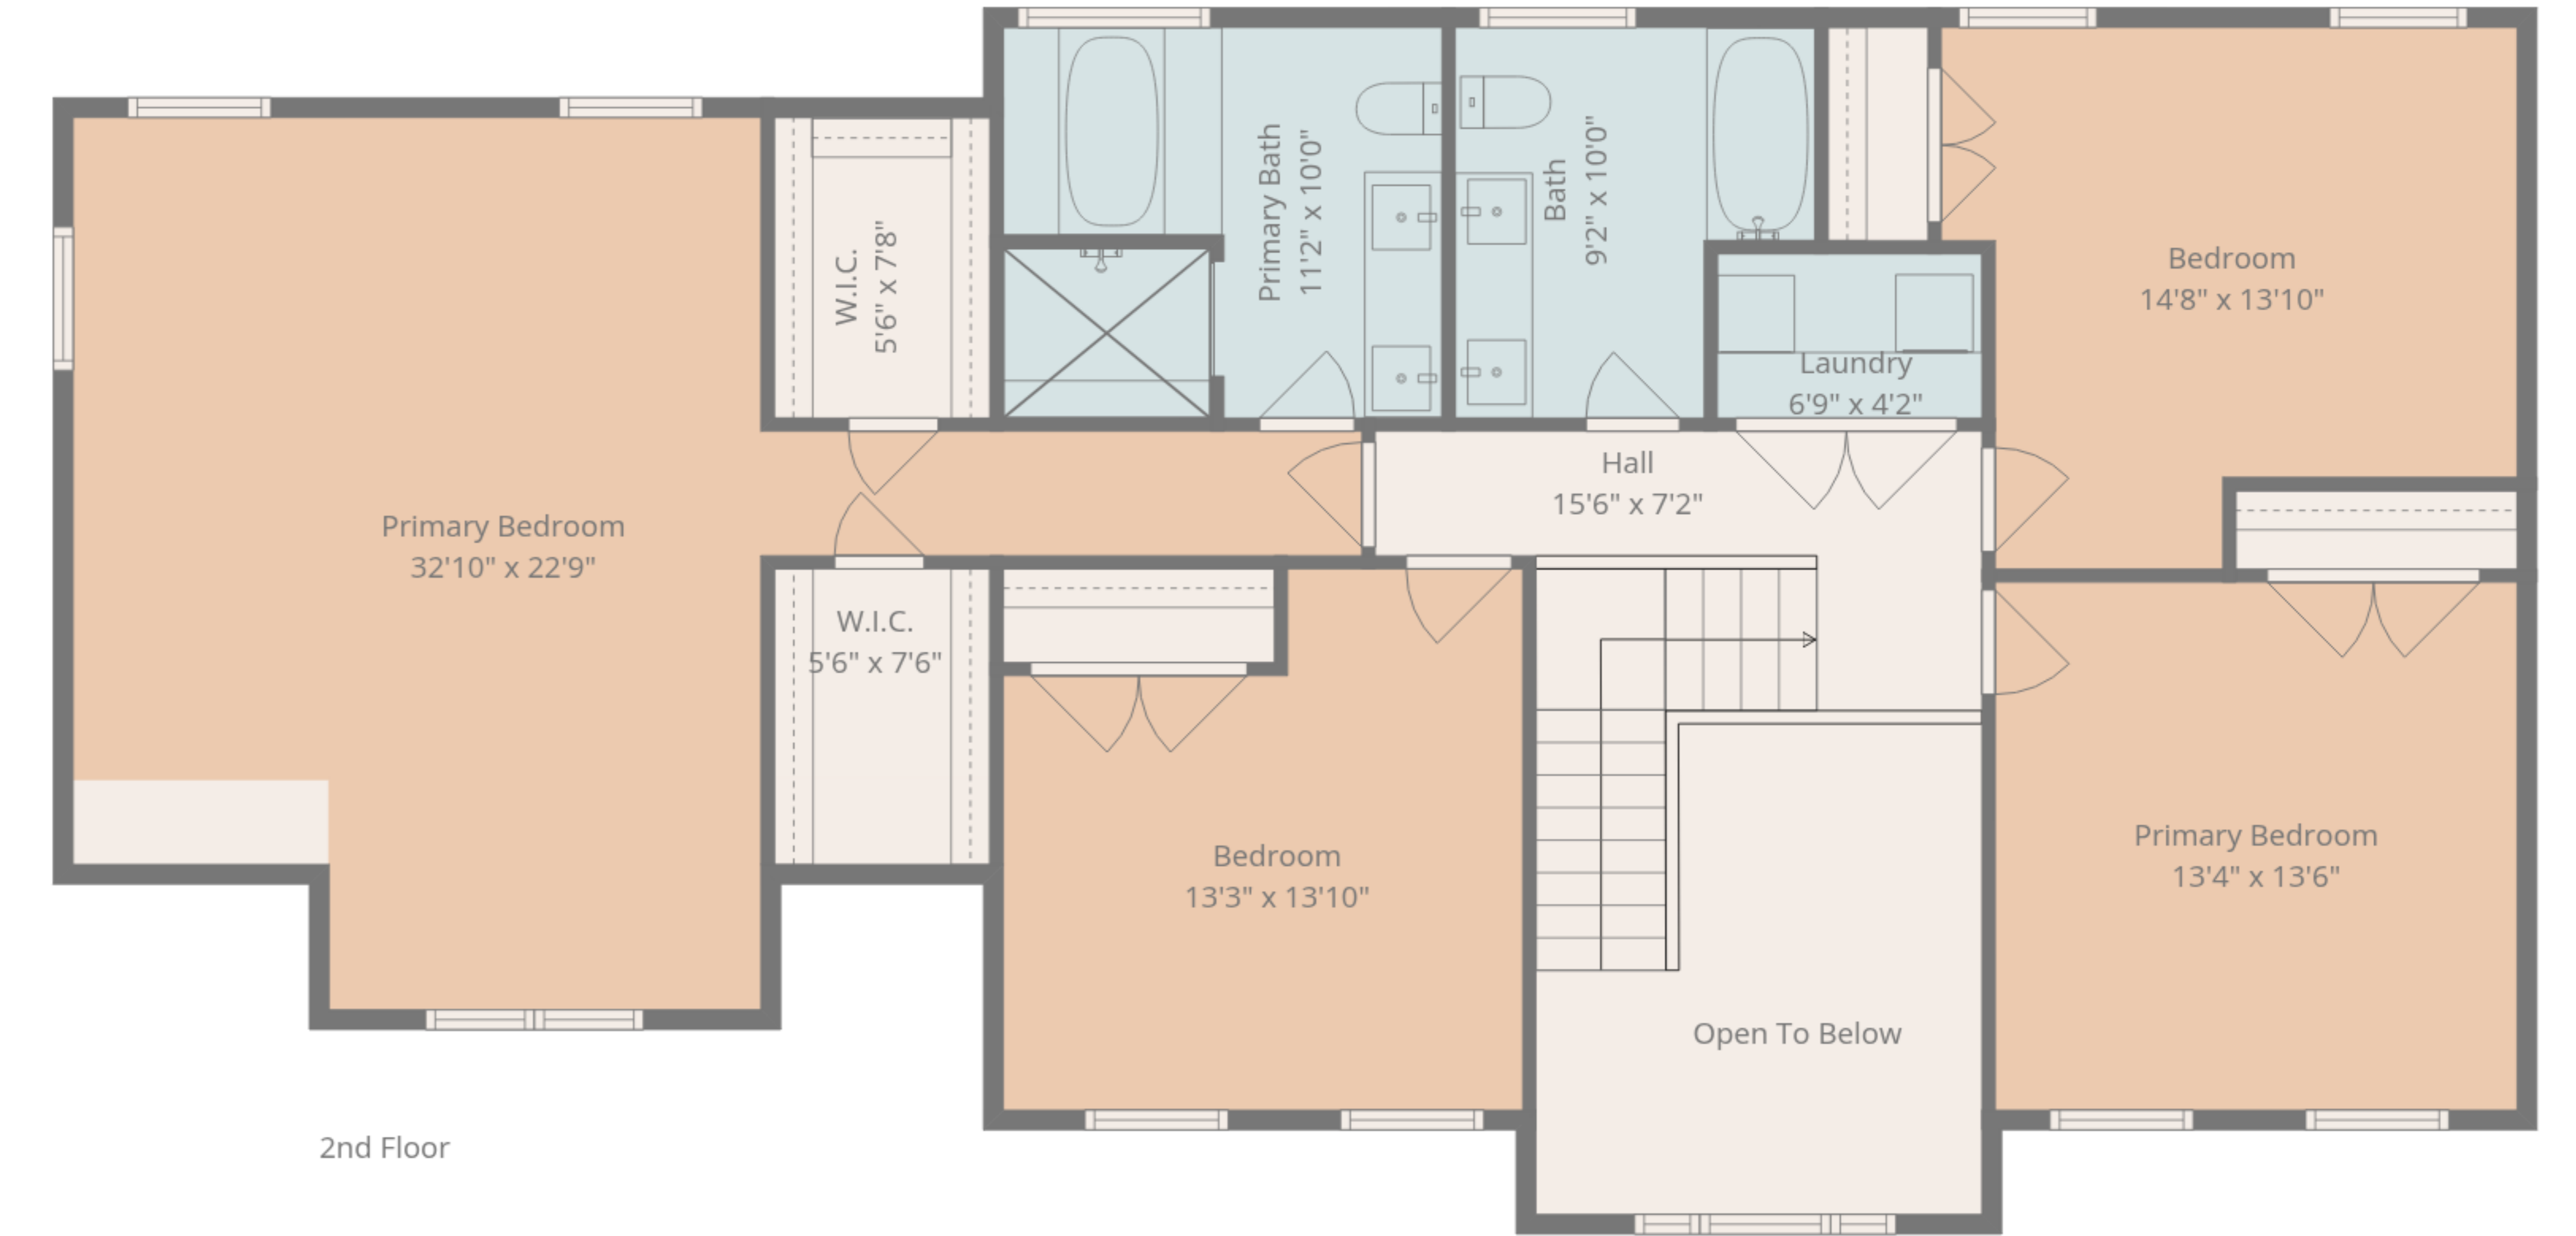 Primary Bath
11'2" x 10'0"
Bath
9'2" x 10'0"
W.I.C.
5'6" x 7'8"
Bedroom
14'8" x 13'10"
Laundry
6'9" x 4'2"
Hall
15'6" x 7'2"
Primary Bedroom
32'10" x 22'9"
W.I.C.
5'6" x 7'6"
Bedroom
13'3" x 13'10"
Primary Bedroom
13'4" x 13'6"
Open To Below
2nd Floor